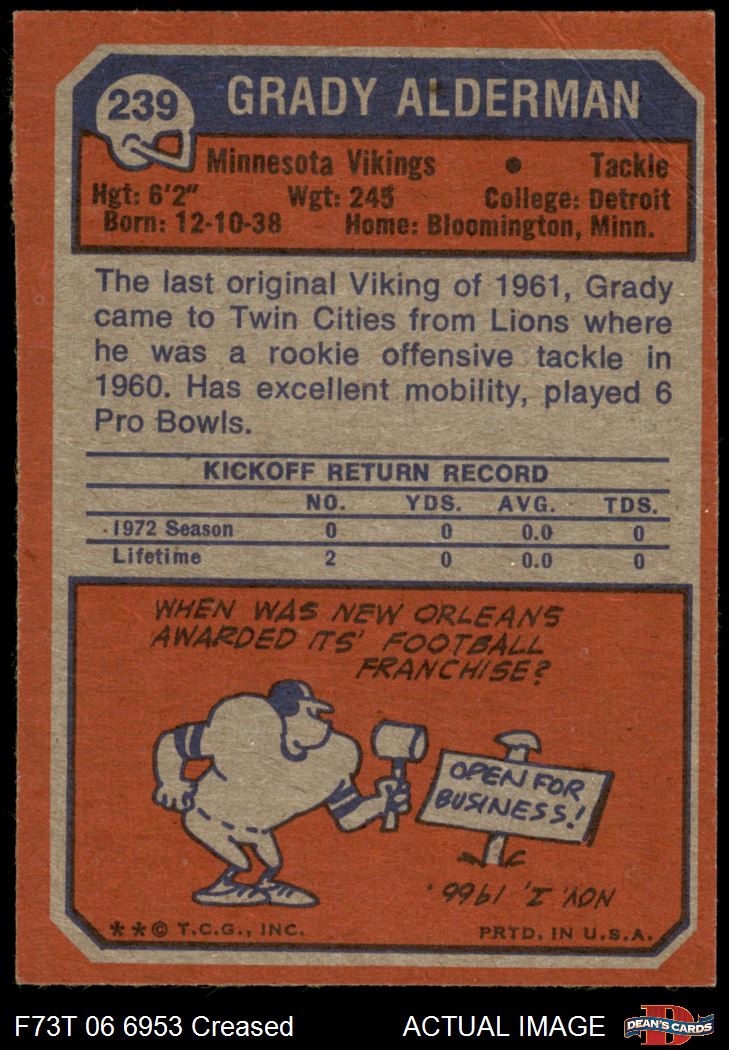 239
GRADY ALDERMAN
Minnesota Vikings • Tackle
Hgt: 6'2" Wgt: 245 College: Detroit
Born: 12-10-38 Home: Bloomington, Minn.
The last original Viking of 1961, Grady
came to Twin Cities from Lions where
he was a rookie offensive tackle in
1960. Has excellent mobility, played 6
Pro Bowls.
KICKOFF RETURN RECORD
NO. YDS. AVG. TDS.
1972 Season 0 0 0.0 0
Lifetime 2 0 0.0 0
WHEN WAS NEW ORLEANS
AWARDED ITS' FOOTBALL
FRANCHISE?
OPEN FOR
BUSINESS!
NOV. 1, 1966.
**© T.C.G., INC. PRTD. IN U.S.A.
F73T 06 6953 Creased ACTUAL IMAGE
D
DEAN'S CARDS